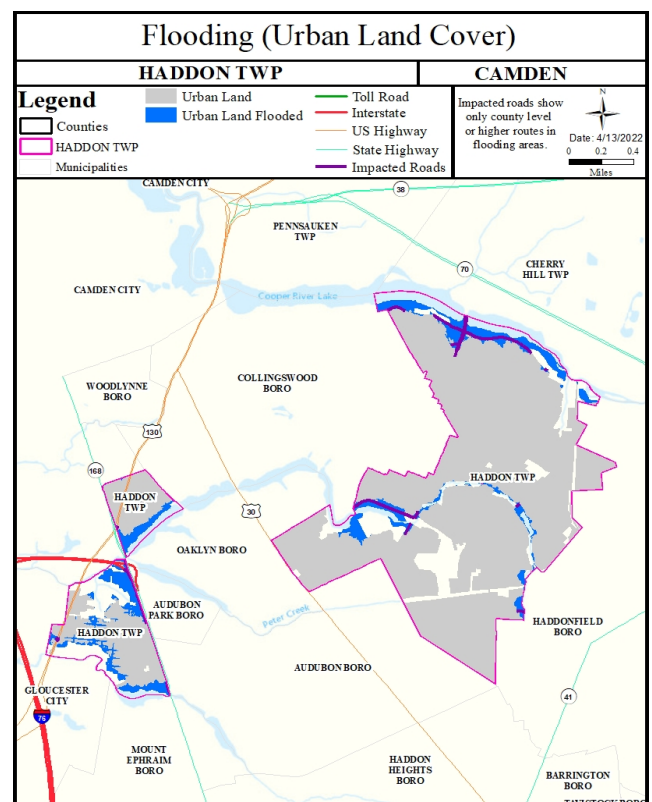 Flooding (Urban Land Cover)
HADDON TWP
CAMDEN
Legend
Counties
HADDON TWP
Municipalities
Urban Land
Urban Land Flooded
Toll Road
Interstate
US Highway
State Highway
Impacted Roads
Impacted roads show
only county level
or higher routes in
flooding areas.
N
Date: 4/13/2022
0 0.2 0.4
Miles
CAMDEN CITY
38
PENNSAUKEN
TWP
70
CHERRY
HILL TWP
CAMDEN CITY
Cooper River Lake
WOODLYNNE
BORO
COLLINGSWOOD
BORO
130
168
HADDON
TWP
30
HADDON TWP
OAKLYN BORO
AUDUBON
PARK BORO
Peter Creek
HADDON TWP
HADDONFIELD
BORO
AUDUBON BORO
GLOUCESTER
CITY
76
41
MOUNT
EPHRAIM
BORO
HADDON
HEIGHTS
BORO
BARRINGTON
BORO